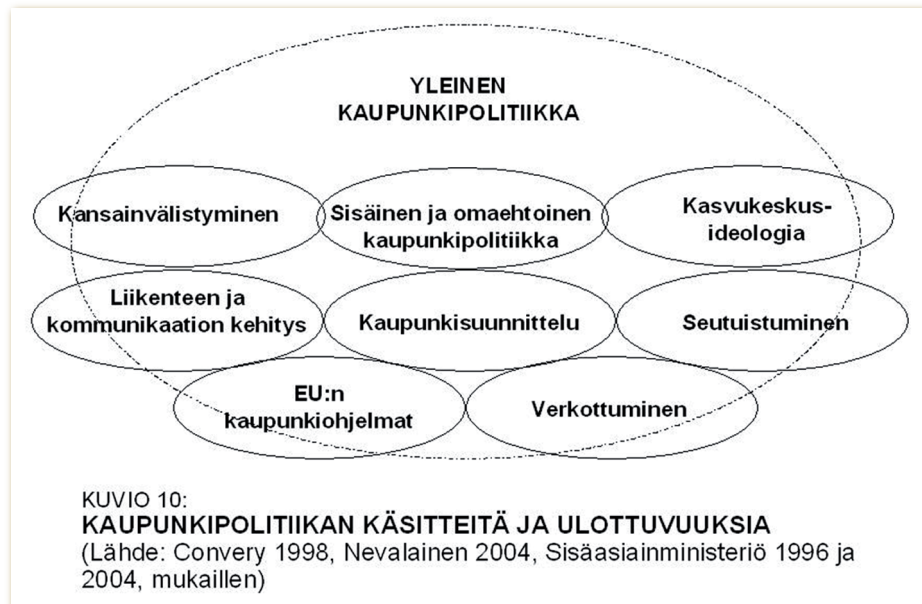 YLEINEN
KAUPUNKIPOLITIIKKA
Kansainvälistyminen
Sisäinen ja omaehtoinen
kaupunkipolitiikka
Kasvukeskus-
ideologia
Liikenteen ja
kommunikaation kehitys
Kaupunkisuunnittelu
Seutuistuminen
EU:n
kaupunkiohjelmat
Verkottuminen
KUVIO 10:
KAUPUNKIPOLITIIKAN KÄSITTEITÄ JA ULOTTUVUUKSIA
(Lähde: Convery 1998, Nevalainen 2004, Sisäasiainministeriö 1996 ja
2004, mukaillen)